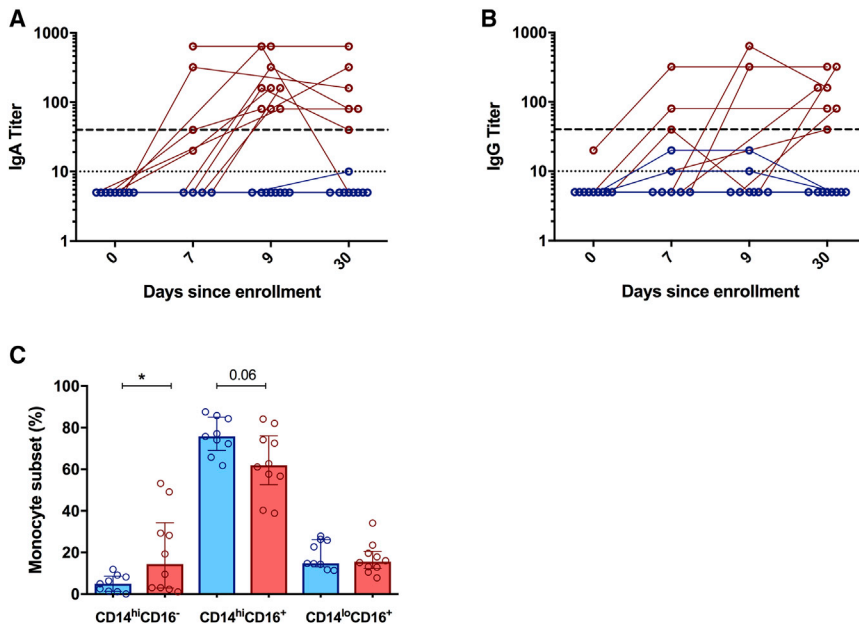 A
IgA Titer
1000
100
10
1
0
7
9
30
Days since enrollment
B
IgG Titer
1000
100
10
1
0
7
9
30
Days since enrollment
C
Monocyte subset (%)
100
80
60
40
20
0
*
0.06
CD14ʰⁱCD16⁻
CD14ʰⁱCD16⁺
CD14ˡᵒCD16⁺